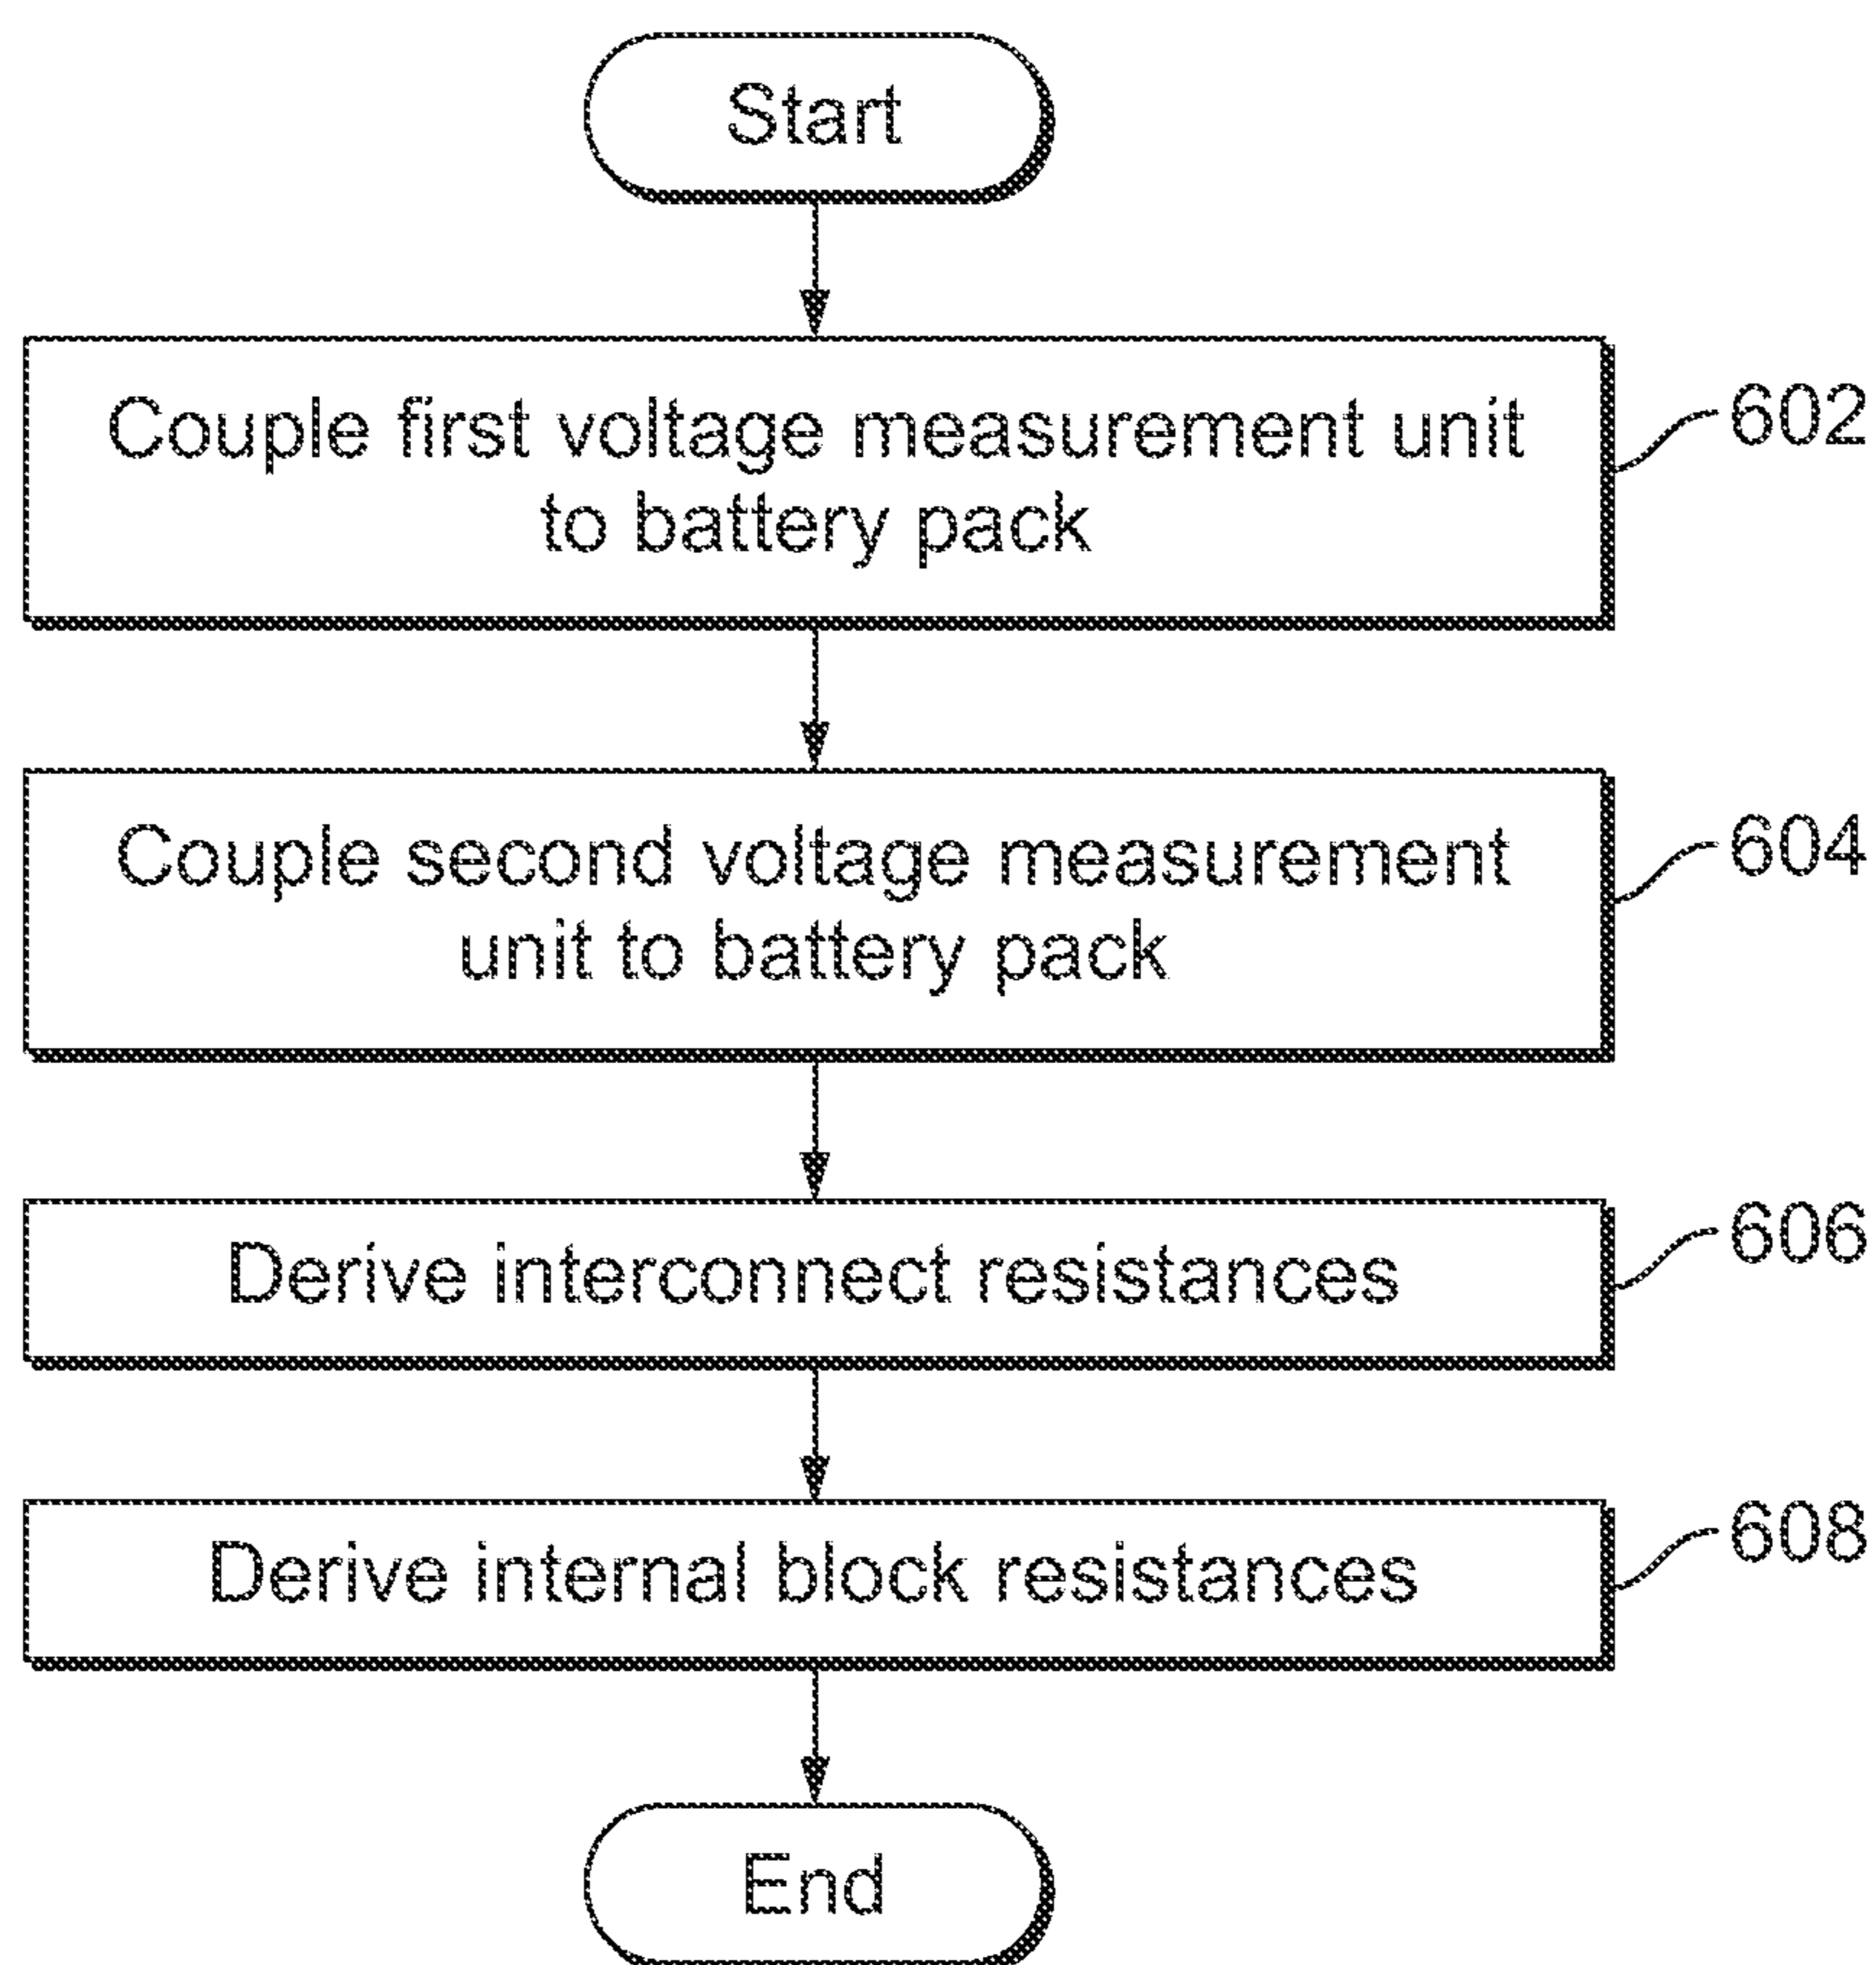 Start
Couple first voltage measurement unit
to battery pack
602
Couple second voltage measurement
unit to battery pack
604
Derive interconnect resistances
606
Derive internal block resistances
608
End